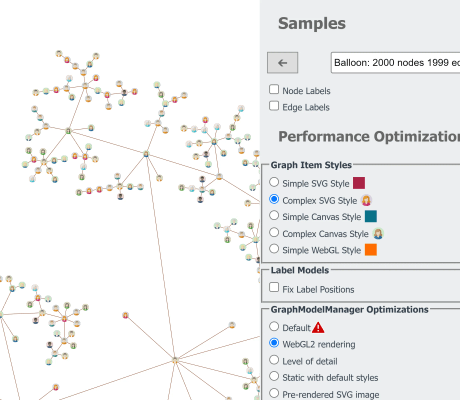 Samples
Balloon: 2000 nodes 1999 ec
Node Labels
Edge Labels
Performance Optimization
Graph Item Styles
Simple SVG Style
Complex SVG Style
Simple Canvas Style
Complex Canvas Style
Simple WebGL Style
Label Models
Fix Label Positions
GraphModelManager Optimizations
Default
WebGL2 rendering
Level of detail
Static with default styles
Pre-rendered SVG image